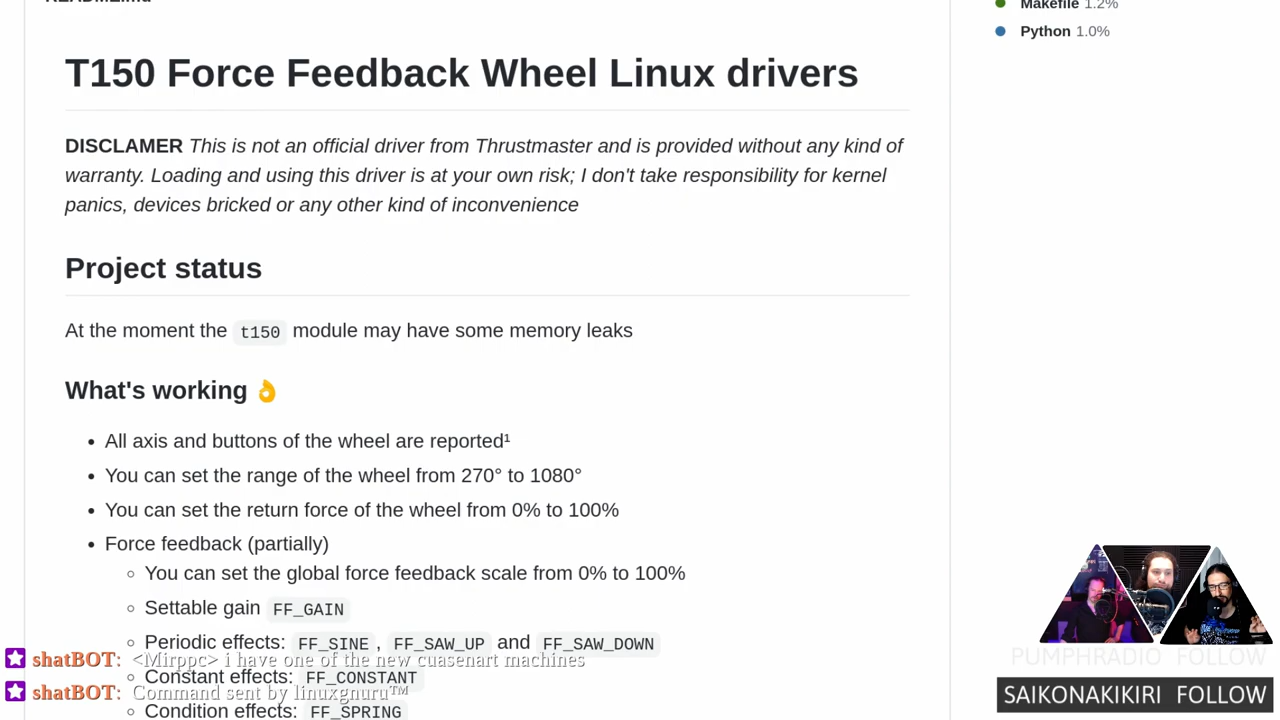 Makefile 1.2%
Python 1.0%
T150 Force Feedback Wheel Linux drivers
DISCLAMER This is not an official driver from Thrustmaster and is provided without any kind of
warranty. Loading and using this driver is at your own risk; I don't take responsibility for kernel
panics, devices bricked or any other kind of inconvenience
Project status
At the moment the t150 module may have some memory leaks
What's working 👌
• All axis and buttons of the wheel are reported¹
• You can set the range of the wheel from 270° to 1080°
• You can set the return force of the wheel from 0% to 100%
• Force feedback (partially)
◦ You can set the global force feedback scale from 0% to 100%
◦ Settable gain FF_GAIN
◦ Periodic effects: FF_SINE , FF_SAW_UP and FF_SAW_DOWN
shatBOT: <Mirppc> i have one of the new cuasenart machines
◦ Constant effects: FF_CONSTANT
shatBOT: Command sent by linuxgnuru™
◦ Condition effects: FF_SPRING
PUMPHRADIO FOLLOW
SAIKONAKIKIRI FOLLOW